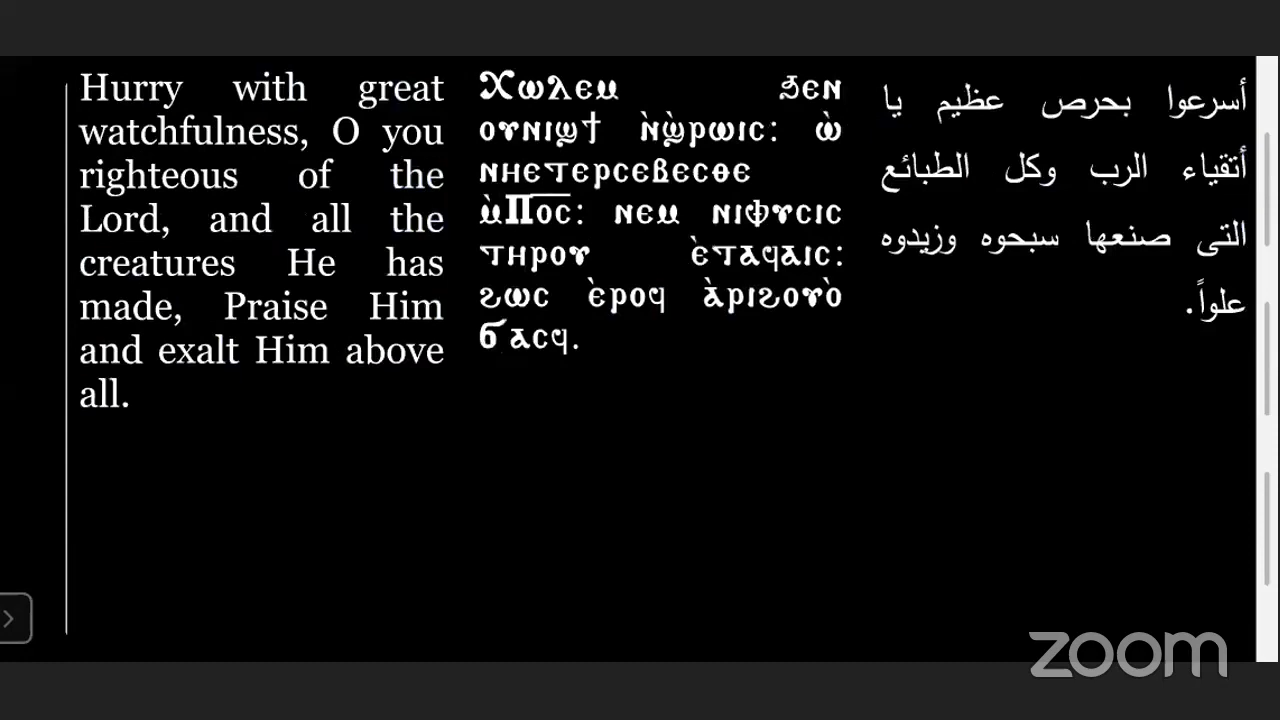 Hurry with great
watchfulness, O you
righteous of the
Lord, and all the
creatures He has
made, Praise Him
and exalt Him above
all.
Ⲭⲱⲗⲉⲙ ϧⲉⲛ
ⲟⲩⲛⲓϣϯ ⲛ̀ϣ̀ⲣⲱⲓⲥ: ⲱ̀
ⲛⲏⲉⲧⲉⲣⲥⲉⲃⲉⲥⲑⲉ
ⲙ̀Ⲡⲟ̅ⲥ̅: ⲛⲉⲙ ⲛⲓⲫⲩⲥⲓⲥ
ⲧⲏⲣⲟⲩ ⲉ̀ⲧⲁϥⲁⲓⲥ:
ϩⲱⲥ ⲉ̀ⲣⲟϥ ⲁ̀ⲣⲓϩⲟⲩⲟ̀
ϭⲁⲥϥ.
أسرعوا بحرص عظيم يا
أتقياء الرب وكل الطبائع
التى صنعها سبحوه وزيدوه
علواً.
zoom